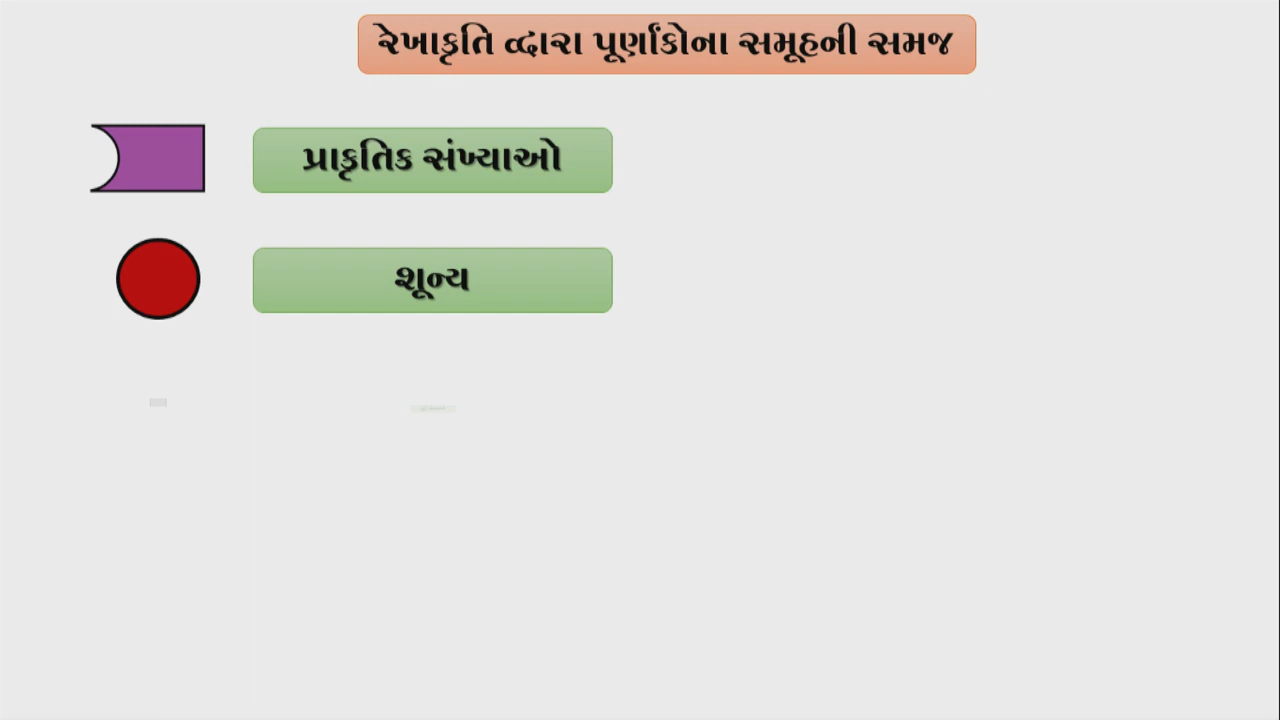 રેખાકૃતિ દ્વારા પૂર્ણાંકોના સમૂહની સમજ
પ્રાકૃતિક સંખ્યાઓ
શૂન્ય